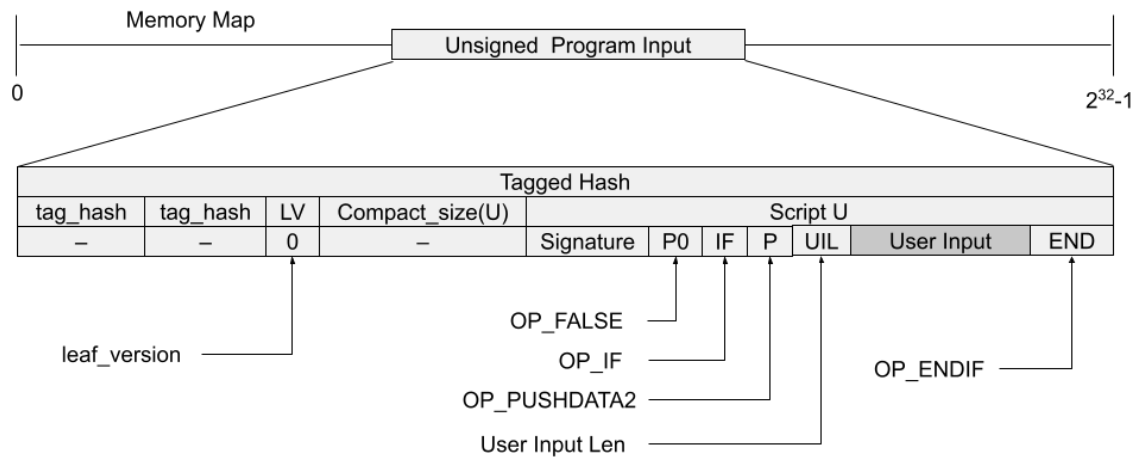 Memory Map
Unsigned Program Input
0
2³²-1
Tagged Hash
tag_hash tag_hash LV Compact_size(U) Script U
– – 0 – Signature P0 IF P UIL User Input END
OP_FALSE
leaf_version
OP_IF
OP_ENDIF
OP_PUSHDATA2
User Input Len